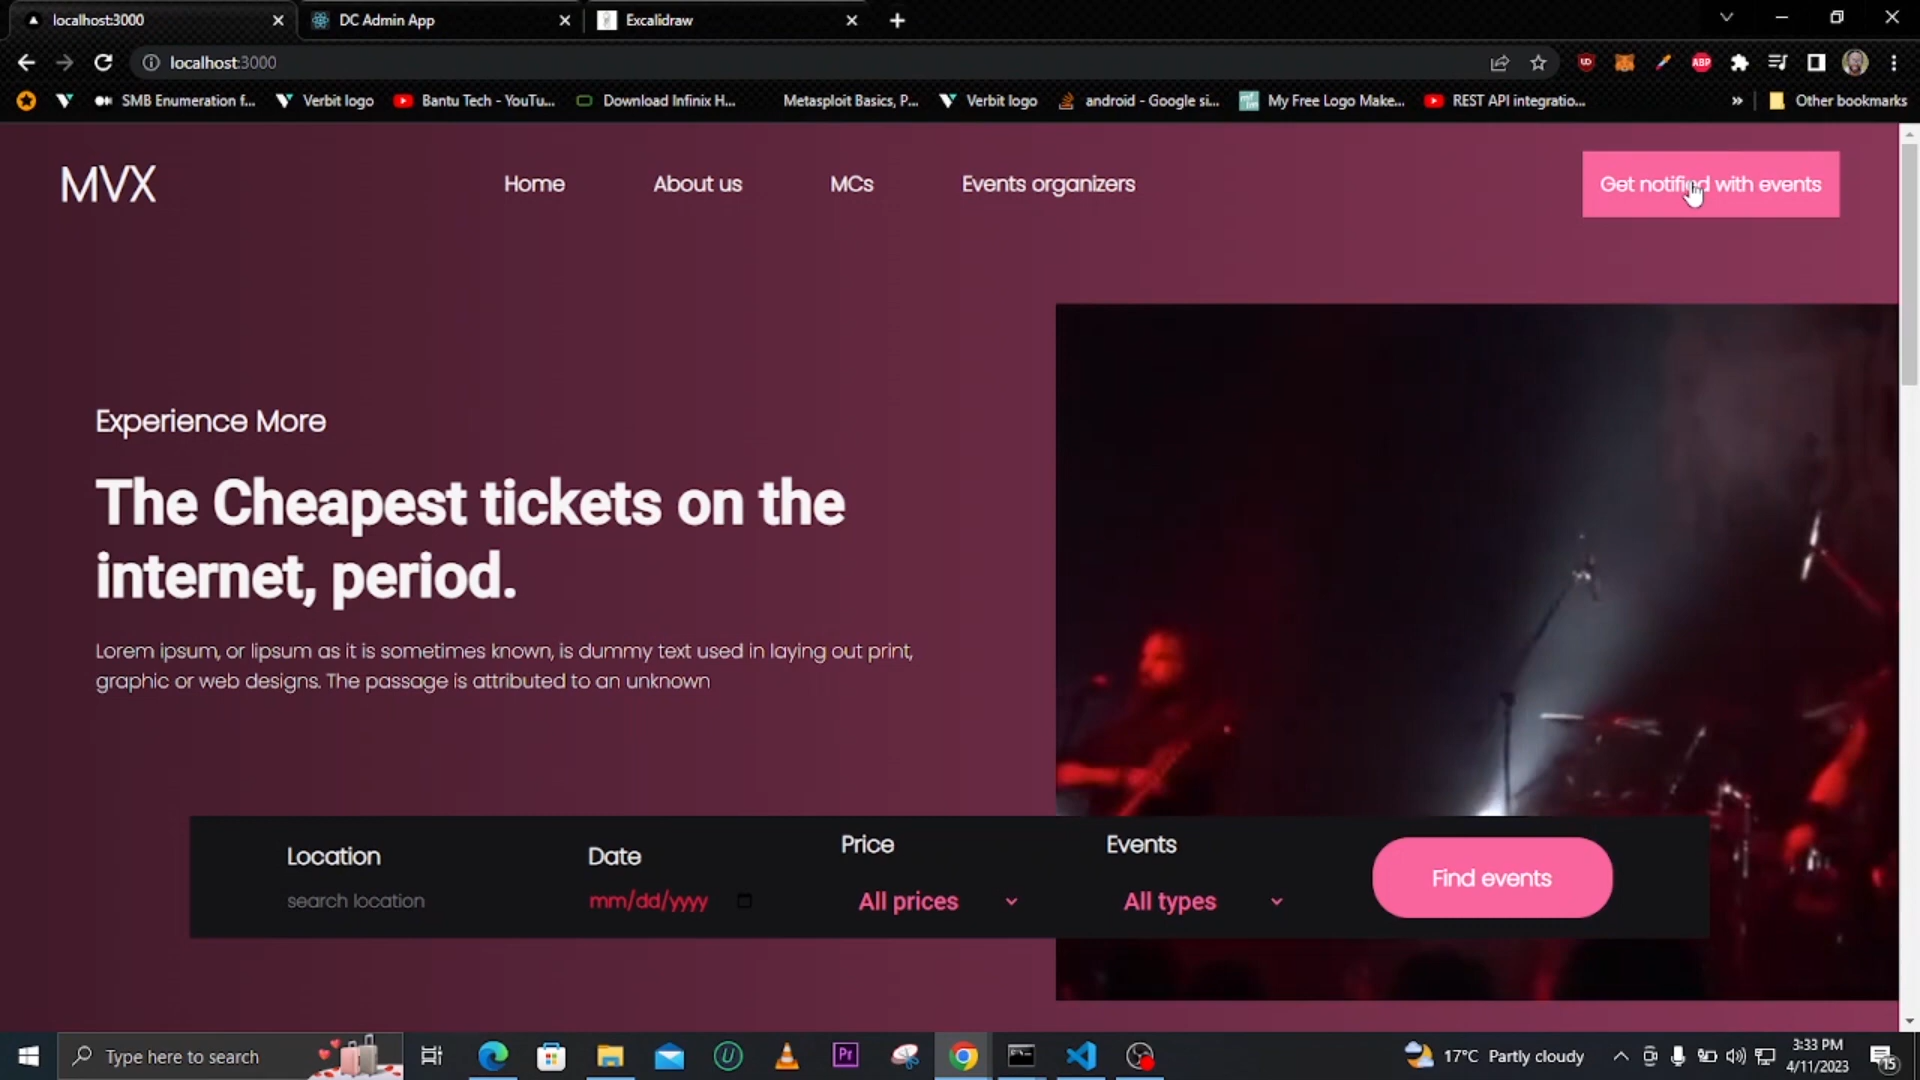 localhost:3000
DC Admin App
Excalidraw
localhost:3000
SMB Enumeration f...
Verbit logo
Bantu Tech - YouTu...
Download Infinix H...
Metasploit Basics, P...
Verbit logo
android - Google si...
My Free Logo Make...
REST API integratio...
Other bookmarks
MVX
Home
About us
MCs
Events organizers
Get notified with events
Experience More
The Cheapest tickets on the
internet, period.
Lorem ipsum, or lipsum as it is sometimes known, is dummy text used in laying out print,
graphic or web designs. The passage is attributed to an unknown
Location
Date
Price
Events
search location
mm/dd/yyyy
All prices
All types
Find events
Type here to search
Pr
17°C Partly cloudy
3:33 PM
4/11/2023
15